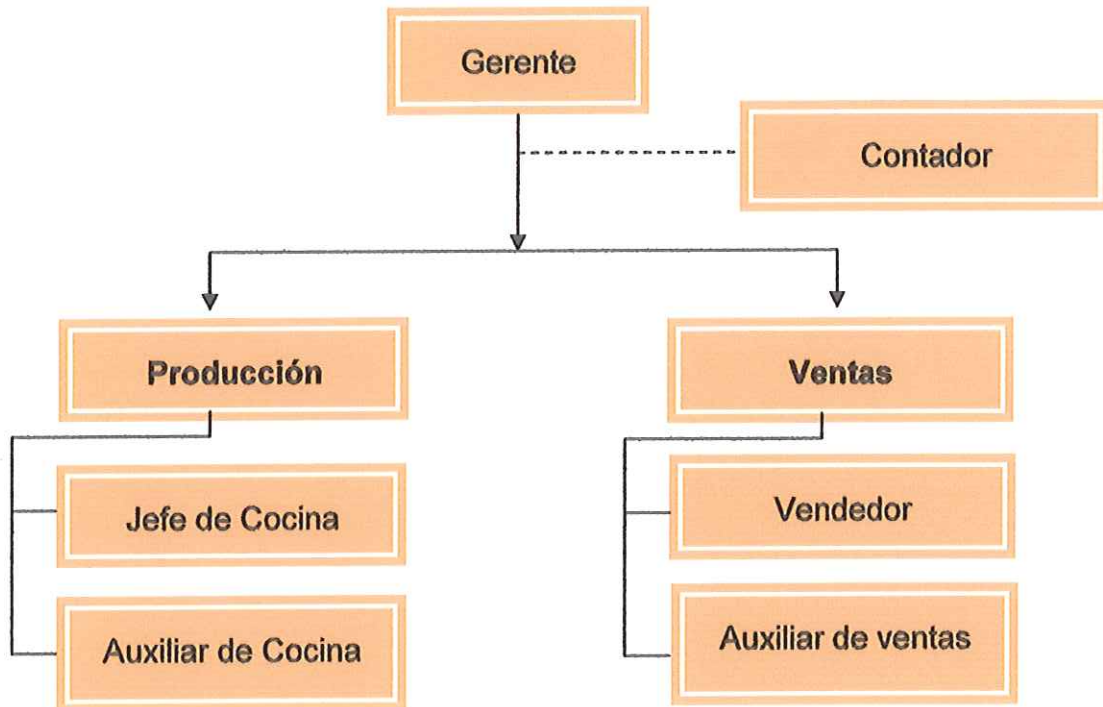 Gerente
Contador
Producción
Ventas
Jefe de Cocina
Vendedor
Auxiliar de Cocina
Auxiliar de ventas